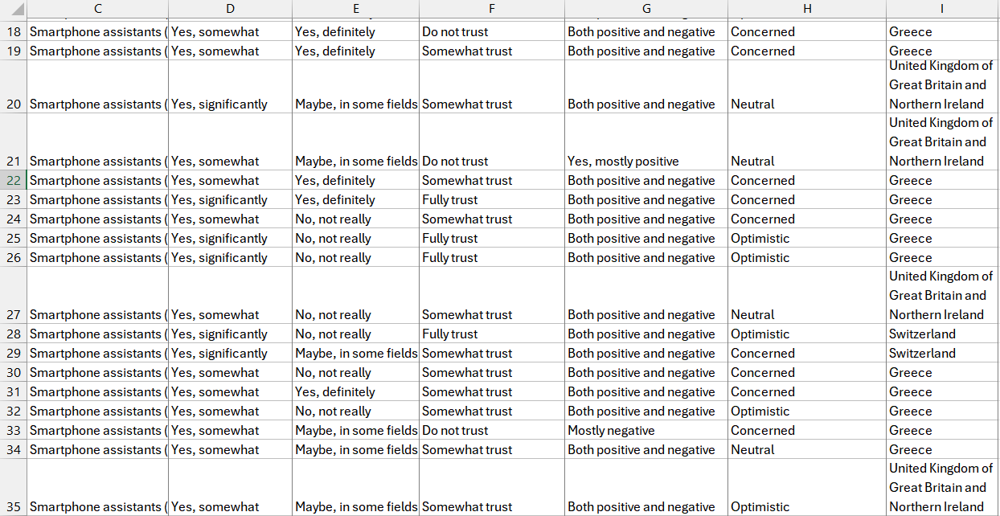 C D E F G H I
18 Smartphone assistants ( Yes, somewhat Yes, definitely Do not trust Both positive and negative Concerned Greece
19 Smartphone assistants ( Yes, somewhat Yes, definitely Somewhat trust Both positive and negative Concerned Greece
United Kingdom of
Great Britain and
20 Smartphone assistants ( Yes, significantly Maybe, in some fields Somewhat trust Both positive and negative Neutral Northern Ireland
United Kingdom of
Great Britain and
21 Smartphone assistants ( Yes, somewhat Maybe, in some fields Do not trust Yes, mostly positive Neutral Northern Ireland
22 Smartphone assistants ( Yes, somewhat Yes, definitely Somewhat trust Both positive and negative Concerned Greece
23 Smartphone assistants ( Yes, significantly Yes, definitely Fully trust Both positive and negative Concerned Greece
24 Smartphone assistants ( Yes, somewhat No, not really Somewhat trust Both positive and negative Concerned Greece
25 Smartphone assistants ( Yes, significantly No, not really Fully trust Both positive and negative Optimistic Greece
26 Smartphone assistants ( Yes, significantly No, not really Fully trust Both positive and negative Optimistic Greece
United Kingdom of
Great Britain and
27 Smartphone assistants ( Yes, somewhat No, not really Somewhat trust Both positive and negative Neutral Northern Ireland
28 Smartphone assistants ( Yes, significantly No, not really Fully trust Both positive and negative Optimistic Switzerland
29 Smartphone assistants ( Yes, significantly Maybe, in some fields Somewhat trust Both positive and negative Concerned Switzerland
30 Smartphone assistants ( Yes, somewhat No, not really Somewhat trust Both positive and negative Concerned Greece
31 Smartphone assistants ( Yes, somewhat Yes, definitely Somewhat trust Both positive and negative Concerned Greece
32 Smartphone assistants ( Yes, somewhat No, not really Somewhat trust Both positive and negative Optimistic Greece
33 Smartphone assistants ( Yes, somewhat Maybe, in some fields Do not trust Mostly negative Concerned Greece
34 Smartphone assistants ( Yes, somewhat Maybe, in some fields Somewhat trust Both positive and negative Neutral Greece
United Kingdom of
Great Britain and
35 Smartphone assistants ( Yes, somewhat Maybe, in some fields Somewhat trust Both positive and negative Optimistic Northern Ireland